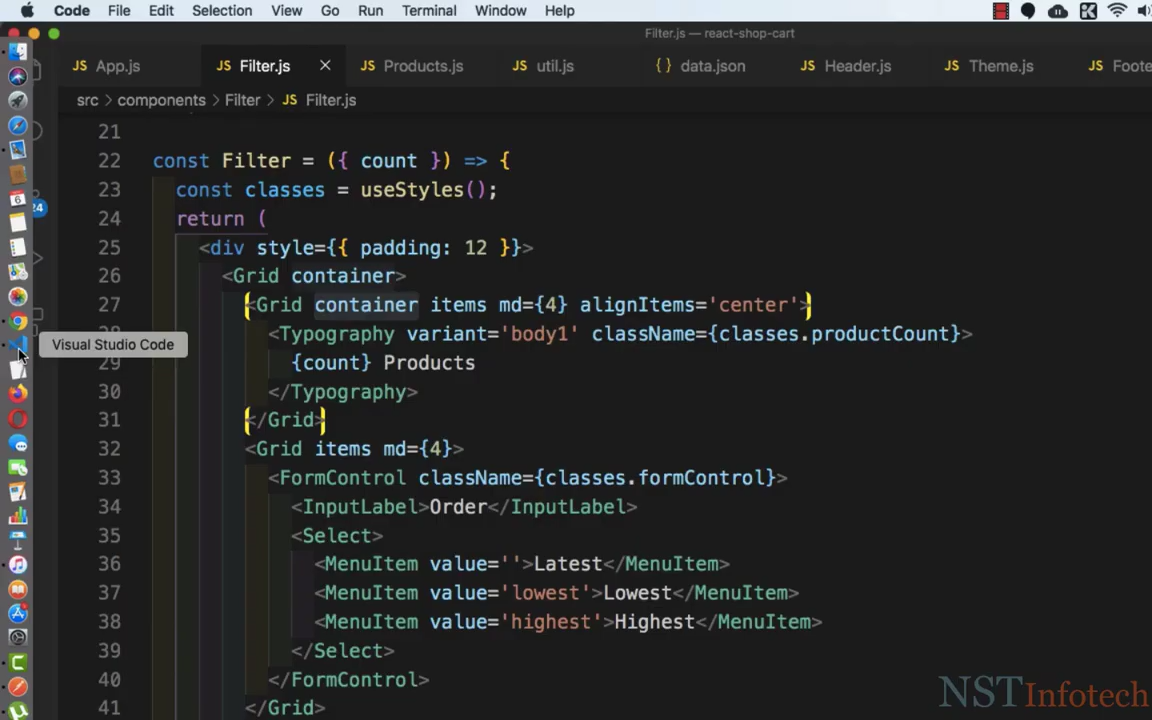 Code File Edit Selection View Go Run Terminal Window Help
Filter.js — react-shop-cart
JS App.js JS Filter.js × JS Products.js JS util.js { } data.json JS Header.js JS Theme.js JS Foote
src > components > Filter > JS Filter.js
21
22 const Filter = ({ count }) => {
23 const classes = useStyles();
24 return (
25 <div style={{ padding: 12 }}>
26 <Grid container>
27 <Grid container items md={4} alignItems='center'>
<Typography variant='body1' className={classes.productCount}>
Visual Studio Code
29 {count} Products
30 </Typography>
31 </Grid>
32 <Grid items md={4}>
33 <FormControl className={classes.formControl}>
34 <InputLabel>Order</InputLabel>
35 <Select>
36 <MenuItem value=''>Latest</MenuItem>
37 <MenuItem value='lowest'>Lowest</MenuItem>
38 <MenuItem value='highest'>Highest</MenuItem>
39 </Select>
40 </FormControl>
41 </Grid>
6
24
NSTInfotech